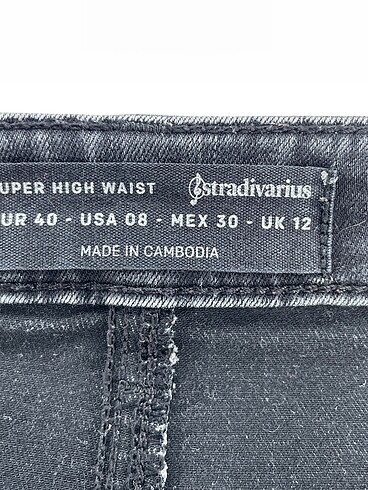 UPER HIGH WAIST stradivarius
UR 40 - USA 08 - MEX 30 - UK 12
MADE IN CAMBODIA